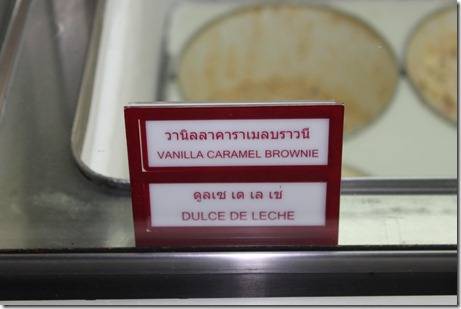 วานิลลาคาราเมลบราวนี
VANILLA CARAMEL BROWNIE
ดูลเซ เด เล เช่
DULCE DE LECHE